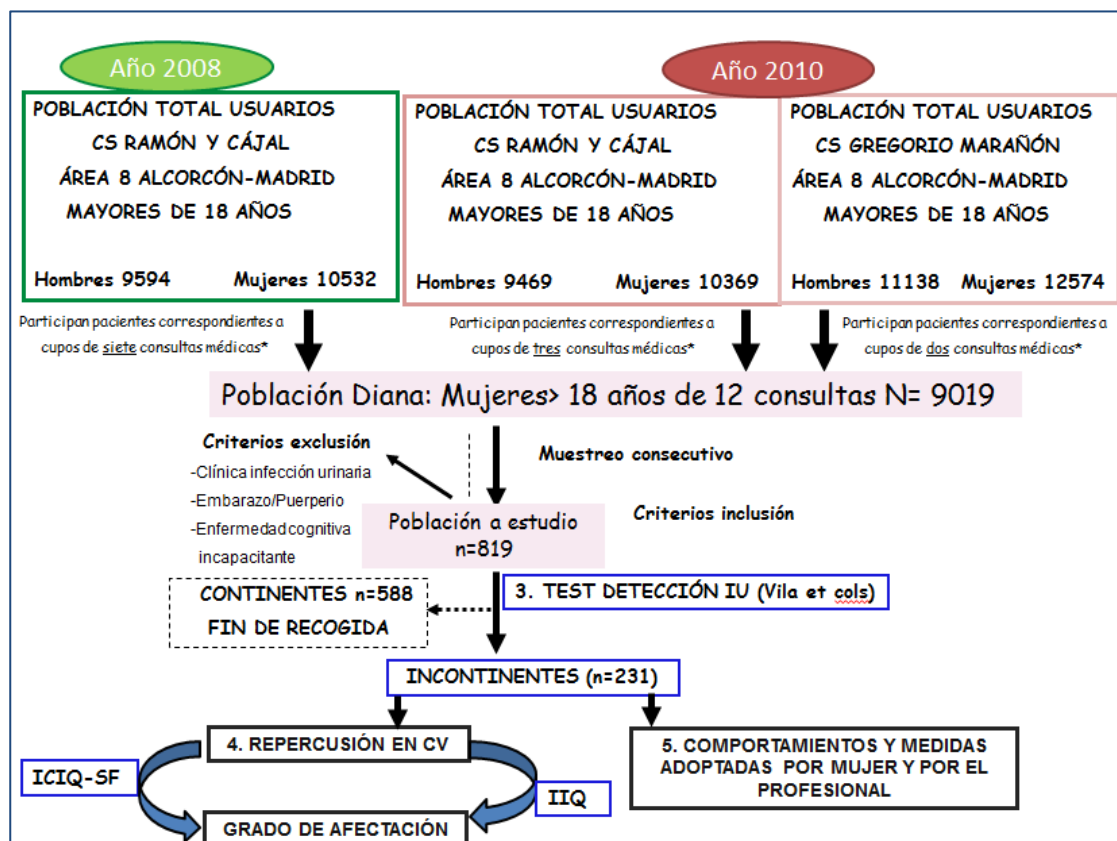 Año 2008
Año 2010
POBLACIÓN TOTAL USUARIOS
CS RAMÓN Y CÁJAL
ÁREA 8 ALCORCÓN-MADRID
MAYORES DE 18 AÑOS
Hombres 9594 Mujeres 10532
POBLACIÓN TOTAL USUARIOS
CS RAMÓN Y CÁJAL
ÁREA 8 ALCORCÓN-MADRID
MAYORES DE 18 AÑOS
Hombres 9469 Mujeres 10369
POBLACIÓN TOTAL USUARIOS
CS GREGORIO MARAÑÓN
ÁREA 8 ALCORCÓN-MADRID
MAYORES DE 18 AÑOS
Hombres 11138 Mujeres 12574
Participan pacientes correspondientes a
cupos de siete consultas médicas*
Participan pacientes correspondientes a
cupos de tres consultas médicas*
Participan pacientes correspondientes a
cupos de dos consultas médicas*
Población Diana: Mujeres> 18 años de 12 consultas N= 9019
Criterios exclusión
-Clínica infección urinaria
-Embarazo/Puerperio
-Enfermedad cognitiva
incapacitante
Muestreo consecutivo
Criterios inclusión
Población a estudio
n=819
3. TEST DETECCIÓN IU (Vila et cols)
CONTINENTES n=588
FIN DE RECOGIDA
INCONTINENTES (n=231)
4. REPERCUSIÓN EN CV
5. COMPORTAMIENTOS Y MEDIDAS
ADOPTADAS POR MUJER Y POR EL
PROFESIONAL
ICIQ-SF
IIQ
GRADO DE AFECTACIÓN